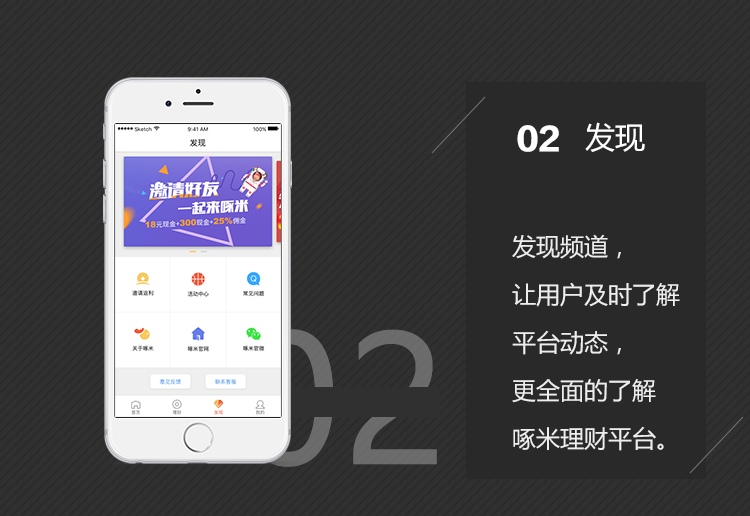 ●●●●● Sketch 9:41 AM 100%
发现
邀请好友
一起来啄米
18元现金+300现金+25%佣金
邀请返利 活动中心 常见问题
关于啄米 啄米官网 啄米官微
意见反馈 联系客服
首页 理财 发现 我的
02
02 发现
发现频道，
让用户及时了解
平台动态，
更全面的了解
啄米理财平台。